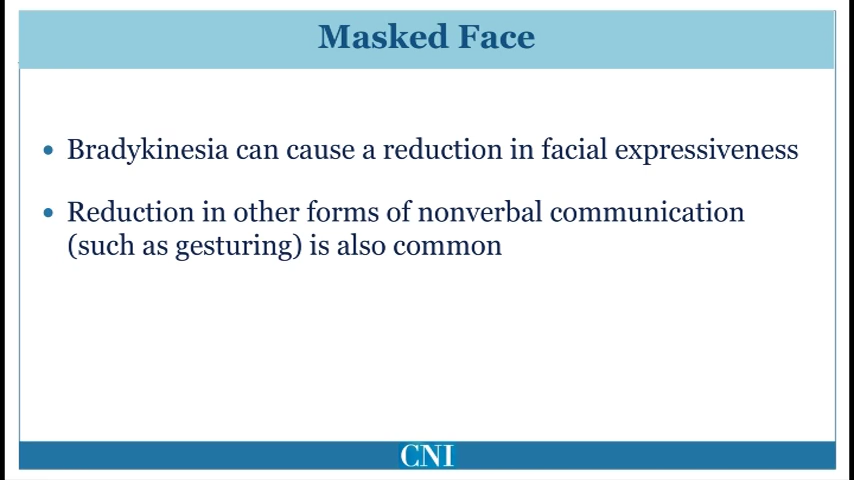 Masked Face
• Bradykinesia can cause a reduction in facial expressiveness
• Reduction in other forms of nonverbal communication
(such as gesturing) is also common
CNI